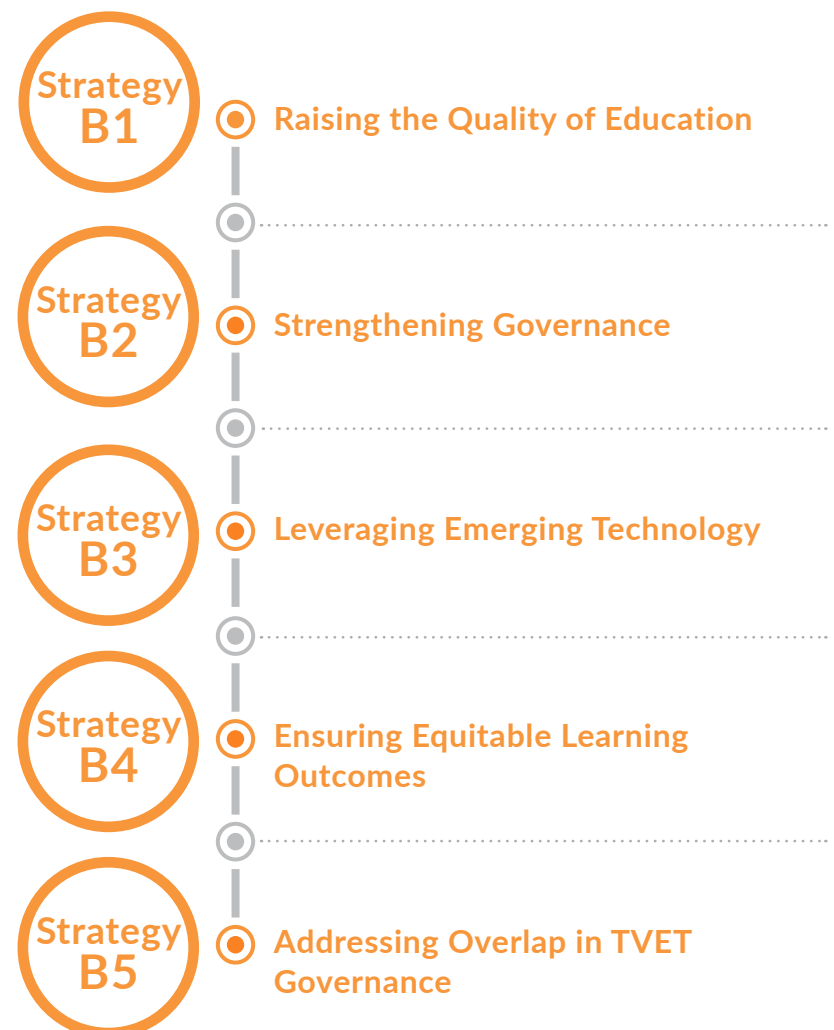 Strategy
B1
Raising the Quality of Education
Strategy
B2
Strengthening Governance
Strategy
B3
Leveraging Emerging Technology
Strategy
B4
Ensuring Equitable Learning
Outcomes
Strategy
B5
Addressing Overlap in TVET
Governance